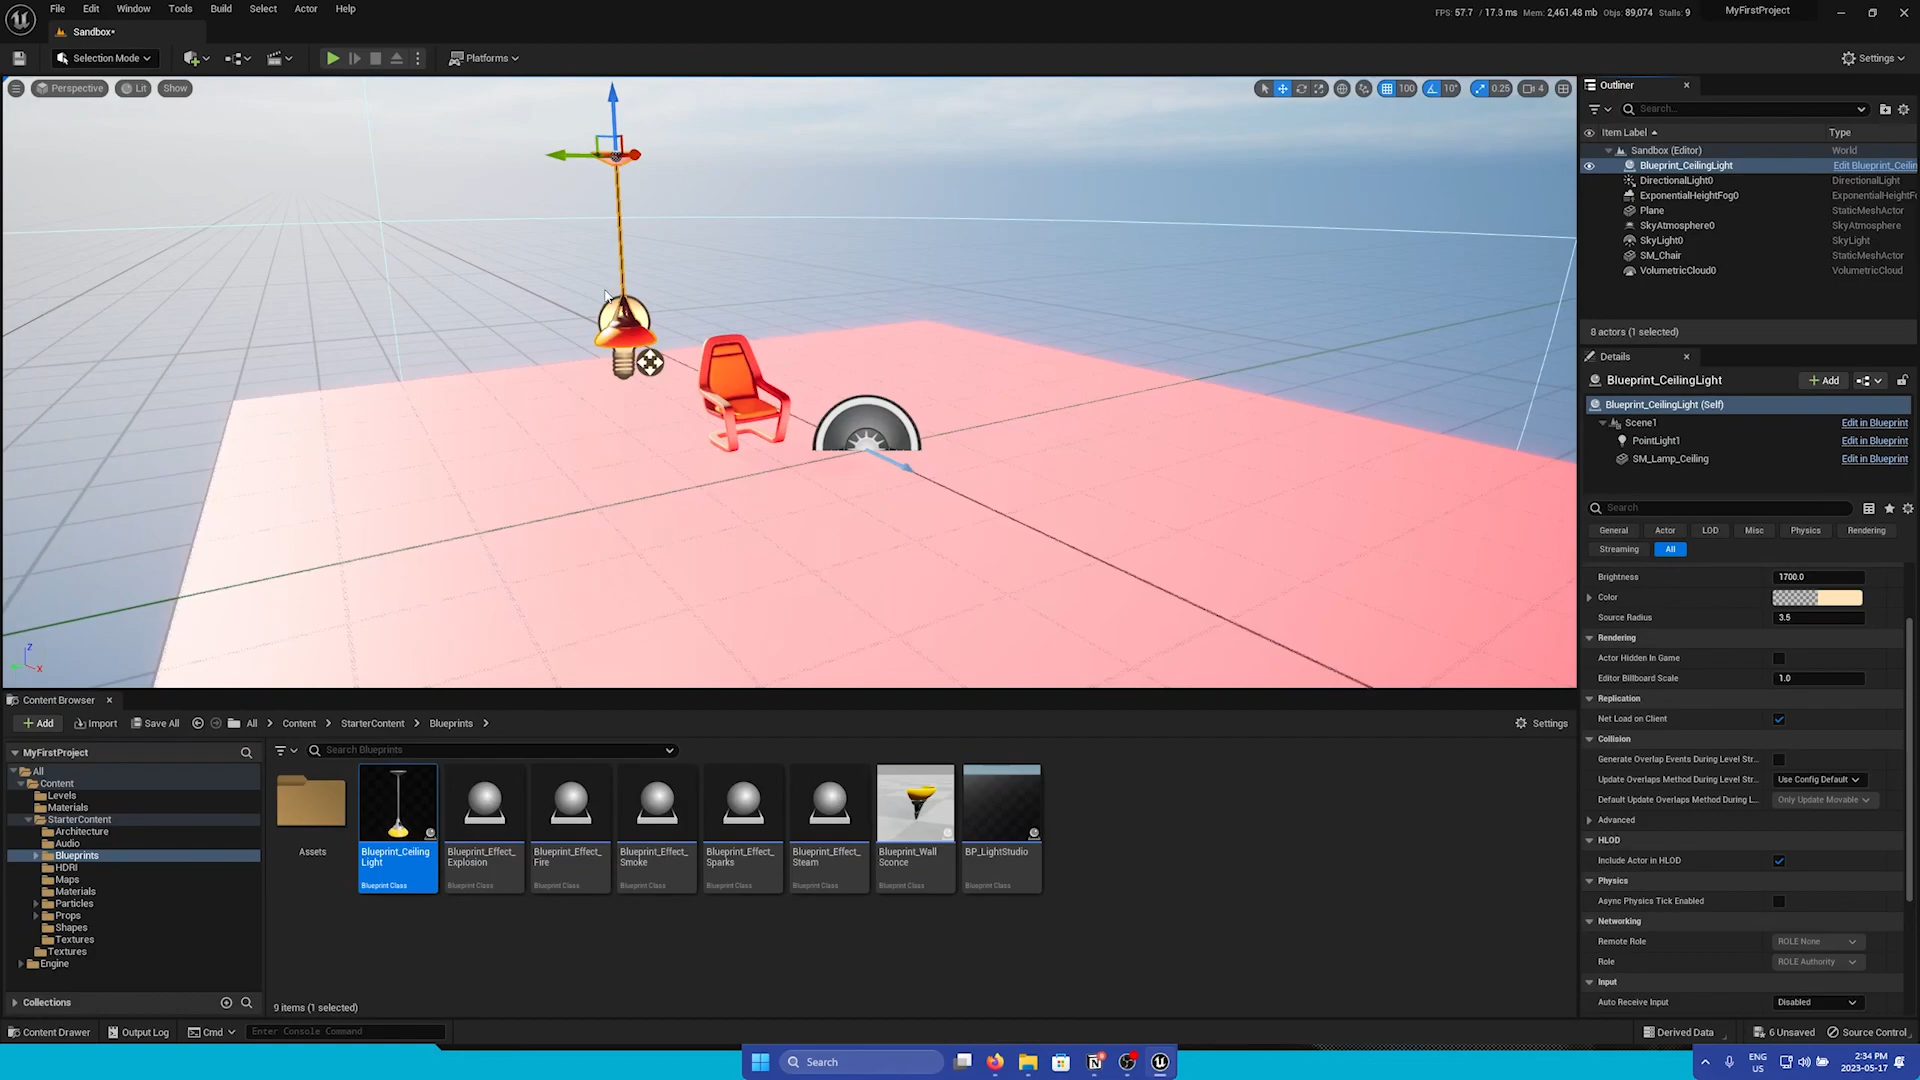 File Edit Window Tools Build Select Actor Help
FPS: 57.7 / 17.3 ms Mem: 2,461.48 mb Objs: 89,074 Stalls: 9
MyFirstProject
Sandbox•
Selection Mode
Platforms
Settings
Perspective Lit Show
100 10° 0.25 4
Outliner
Search...
Item Label Type
Sandbox (Editor) World
Blueprint_CeilingLight Edit Blueprint_Ceilin
DirectionalLight0 DirectionalLight
ExponentialHeightFog0 ExponentialHeightF
Plane StaticMeshActor
SkyAtmosphere0 SkyAtmosphere
SkyLight0 SkyLight
SM_Chair StaticMeshActor
VolumetricCloud0 VolumetricCloud
8 actors (1 selected)
Details
Blueprint_CeilingLight Add
Blueprint_CeilingLight (Self)
Scene1 Edit in Blueprint
PointLight1 Edit in Blueprint
SM_Lamp_Ceiling Edit in Blueprint
Search
General Actor LOD Misc Physics Rendering
Streaming All
Brightness 1700.0
Color
Source Radius 3.5
Rendering
Actor Hidden In Game
Editor Billboard Scale 1.0
Replication
Net Load on Client
Collision
Generate Overlap Events During Level Str...
Update Overlaps Method During Level Str... Use Config Default
Default Update Overlaps Method During L... Only Update Movable
Advanced
HLOD
Include Actor in HLOD
Physics
Async Physics Tick Enabled
Networking
Remote Role ROLE None
Role ROLE Authority
Input
Auto Receive Input Disabled
Z
X
Content Browser
Add Import Save All All Content StarterContent Blueprints Settings
MyFirstProject
Search Blueprints
All
Content
Levels
Materials
StarterContent
Architecture
Audio
Blueprints
HDRI
Maps
Materials
Particles
Props
Shapes
Textures
Textures
Engine
Collections
Assets
Blueprint_Ceiling
Light
Blueprint Class
Blueprint_Effect_
Explosion
Blueprint Class
Blueprint_Effect_
Fire
Blueprint Class
Blueprint_Effect_
Smoke
Blueprint Class
Blueprint_Effect_
Sparks
Blueprint Class
Blueprint_Effect_
Steam
Blueprint Class
Blueprint_Wall
Sconce
Blueprint Class
BP_LightStudio
Blueprint Class
9 items (1 selected)
Content Drawer Output Log Cmd Enter Console Command
Derived Data 6 Unsaved Source Control
Search
ENG
US
2:34 PM
2023-05-17